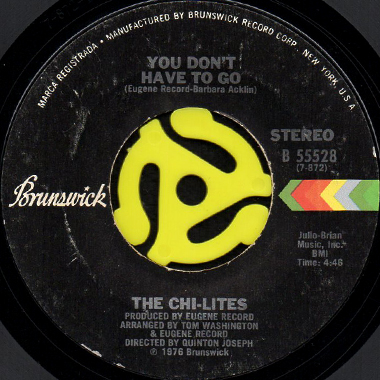 MARCA REGISTRADA • MANUFACTURED BY BRUNSWICK RECORD CORP. NEW YORK, U.S.A.
YOU DON'T
HAVE TO GO
(Eugene Record-Barbara Acklin)
STEREO
B 55528
(7-872)
Brunswick
Julio-Brian
Music, Inc.
BMI
Time: 4:48
THE CHI-LITES
PRODUCED BY EUGENE RECORD
ARRANGED BY TOM WASHINGTON
& EUGENE RECORD
DIRECTED BY QUINTON JOSEPH
℗ 1976 Brunswick